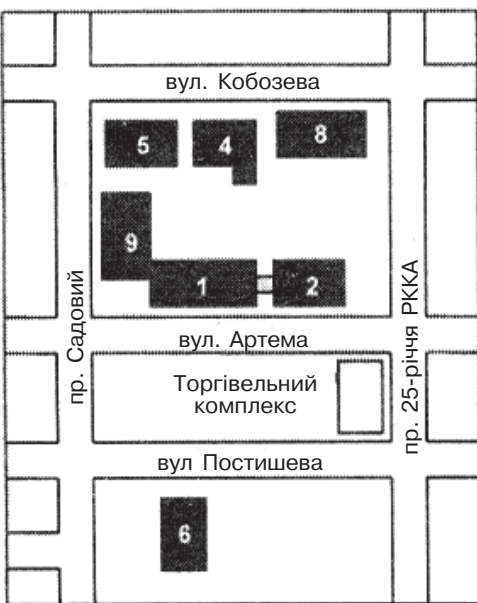 вул. Кобозева
5
4
8
9
1
2
пр. Садовий
пр. 25-річчя РККА
вул. Артема
Торгівельний
комплекс
вул Постишева
6